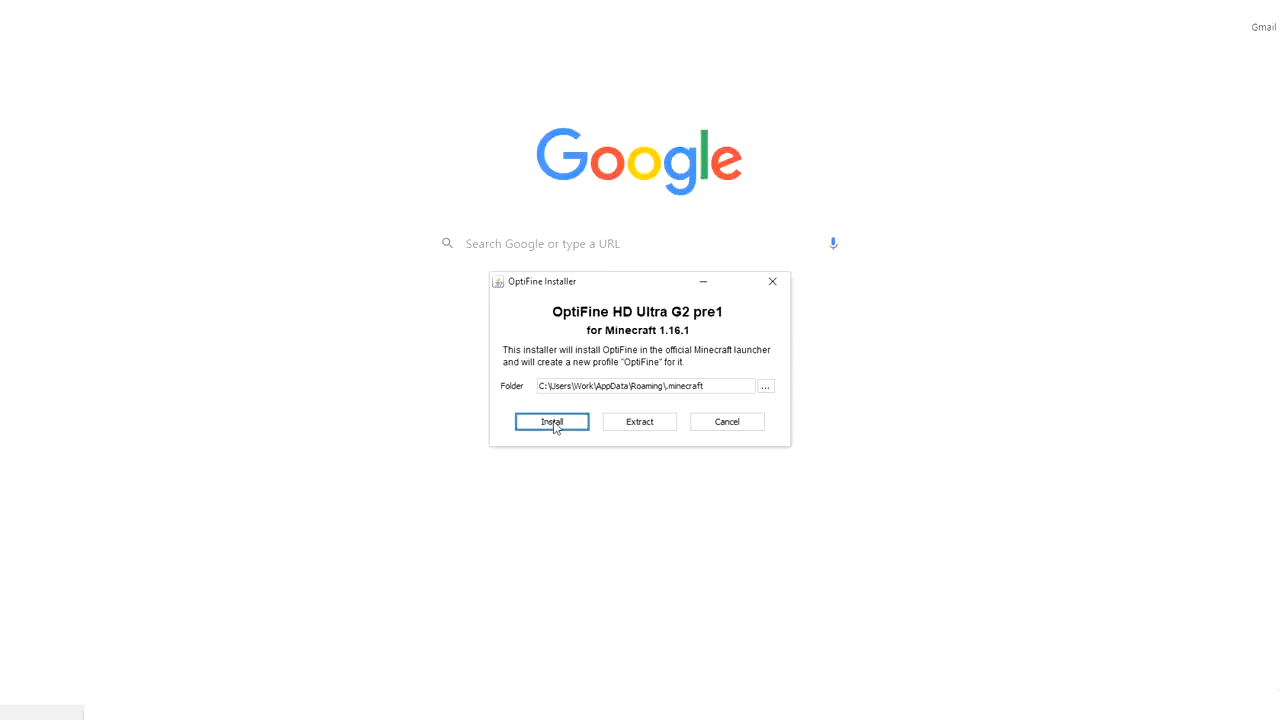 Gmail
Google
Search Google or type a URL
OptiFine Installer
OptiFine HD Ultra G2 pre1
for Minecraft 1.16.1
This installer will install OptiFine in the official Minecraft launcher
and will create a new profile "OptiFine" for it.
Folder C:\Users\Work\AppData\Roaming\.minecraft ...
Install Extract Cancel